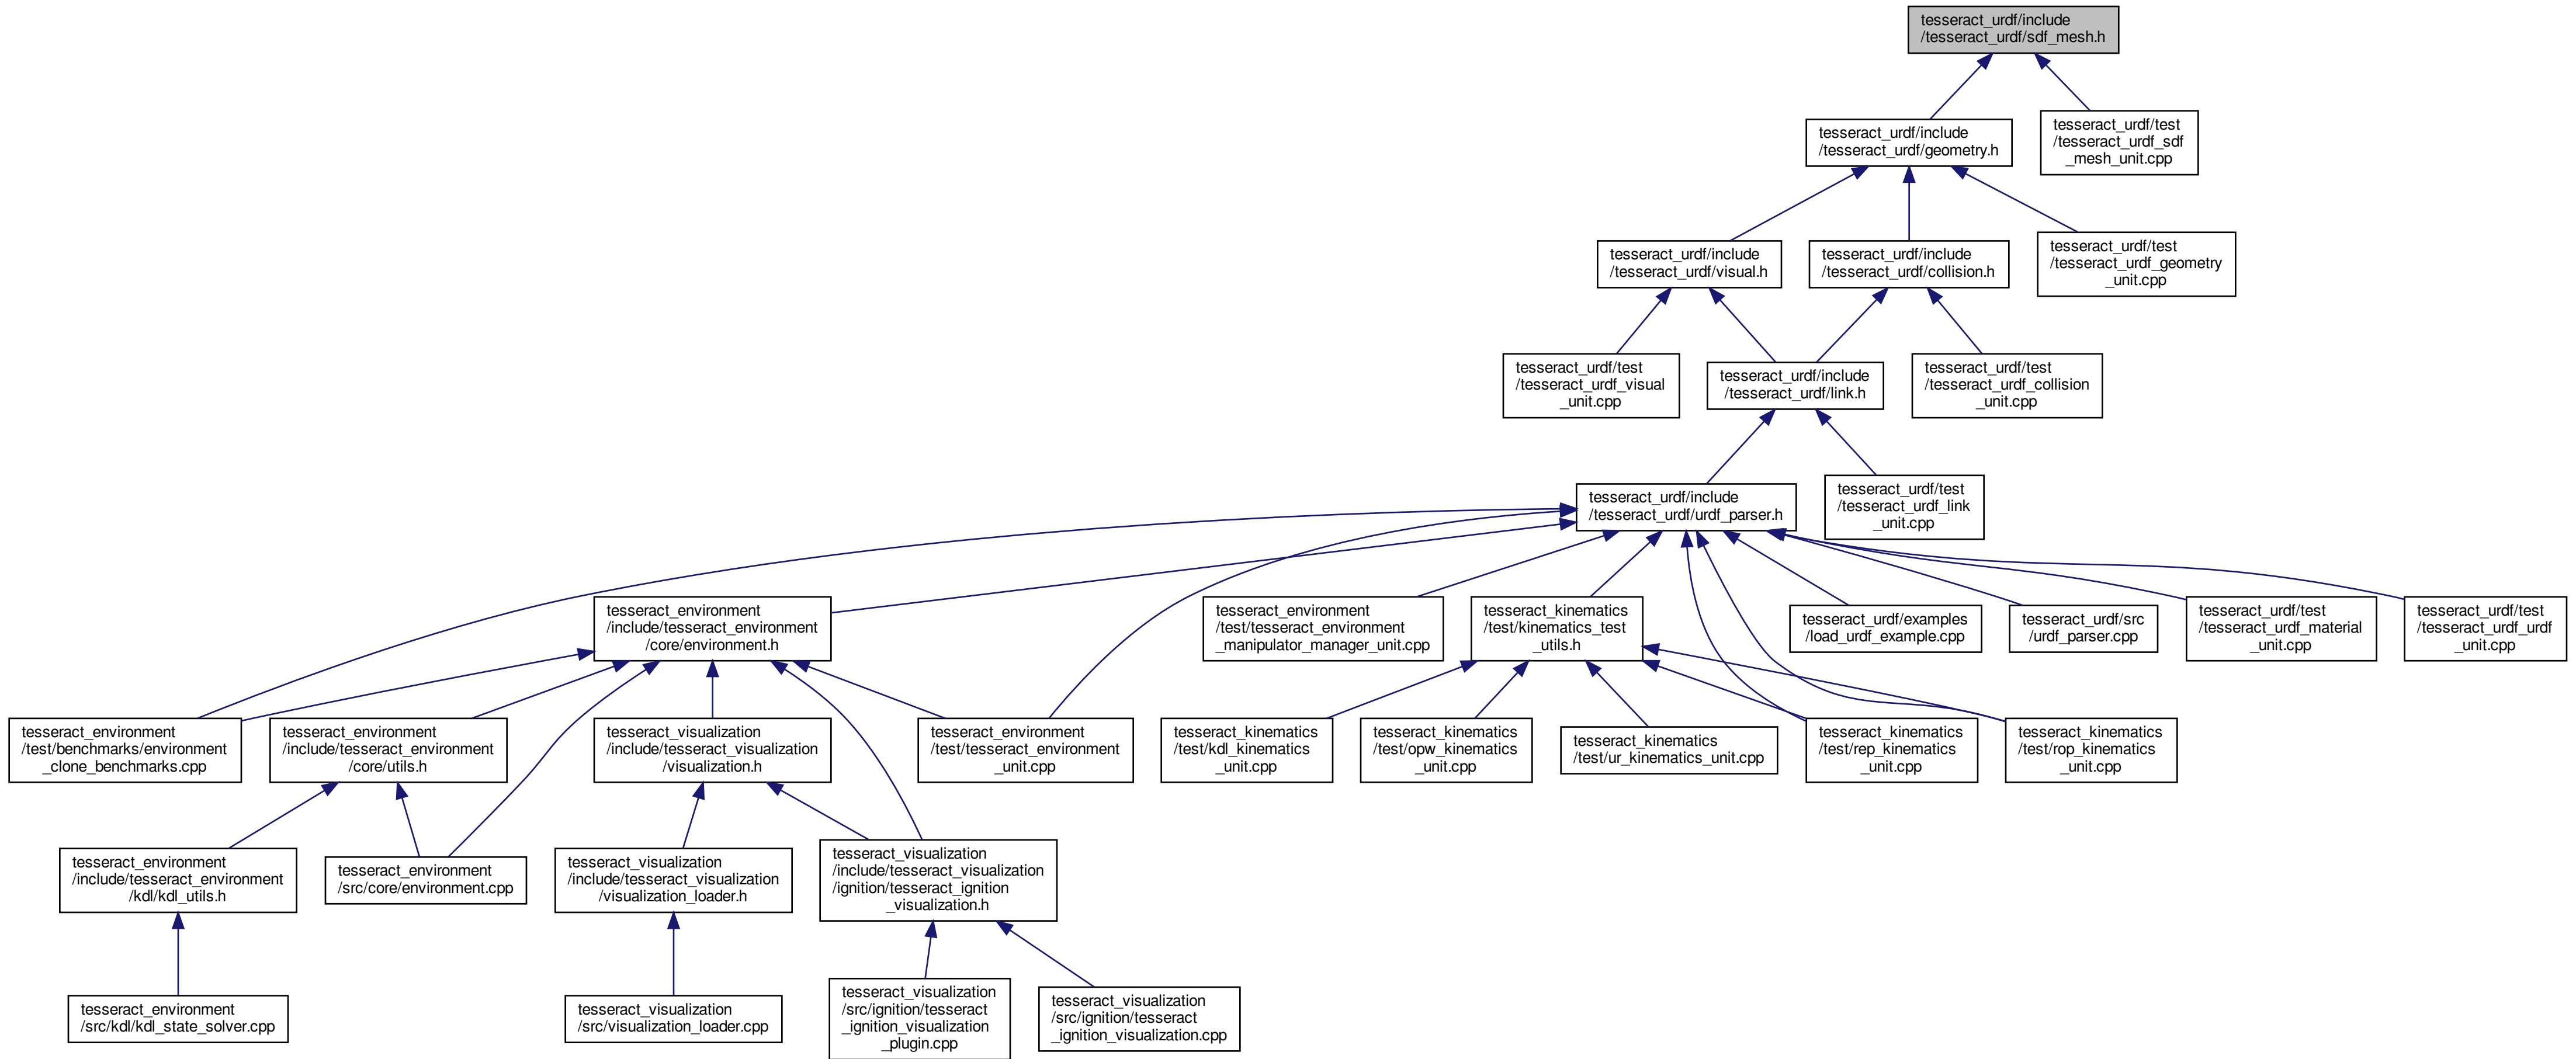 tesseract_urdf/include
/tesseract_urdf/sdf_mesh.h
tesseract_urdf/include
/tesseract_urdf/geometry.h
tesseract_urdf/test
/tesseract_urdf_sdf
_mesh_unit.cpp
tesseract_urdf/include
/tesseract_urdf/visual.h
tesseract_urdf/include
/tesseract_urdf/collision.h
tesseract_urdf/test
/tesseract_urdf_geometry
_unit.cpp
tesseract_urdf/test
/tesseract_urdf_visual
_unit.cpp
tesseract_urdf/include
/tesseract_urdf/link.h
tesseract_urdf/test
/tesseract_urdf_collision
_unit.cpp
tesseract_urdf/include
/tesseract_urdf/urdf_parser.h
tesseract_urdf/test
/tesseract_urdf_link
_unit.cpp
tesseract_environment
/include/tesseract_environment
/core/environment.h
tesseract_environment
/test/tesseract_environment
_manipulator_manager_unit.cpp
tesseract_kinematics
/test/kinematics_test
_utils.h
tesseract_urdf/examples
/load_urdf_example.cpp
tesseract_urdf/src
/urdf_parser.cpp
tesseract_urdf/test
/tesseract_urdf_material
_unit.cpp
tesseract_urdf/test
/tesseract_urdf_urdf
_unit.cpp
tesseract_environment
/test/benchmarks/environment
_clone_benchmarks.cpp
tesseract_environment
/include/tesseract_environment
/core/utils.h
tesseract_visualization
/include/tesseract_visualization
/visualization.h
tesseract_environment
/test/tesseract_environment
_unit.cpp
tesseract_kinematics
/test/kdl_kinematics
_unit.cpp
tesseract_kinematics
/test/opw_kinematics
_unit.cpp
tesseract_kinematics
/test/ur_kinematics_unit.cpp
tesseract_kinematics
/test/rep_kinematics
_unit.cpp
tesseract_kinematics
/test/rop_kinematics
_unit.cpp
tesseract_environment
/include/tesseract_environment
/kdl/kdl_utils.h
tesseract_environment
/src/core/environment.cpp
tesseract_visualization
/include/tesseract_visualization
/visualization_loader.h
tesseract_visualization
/include/tesseract_visualization
/ignition/tesseract_ignition
_visualization.h
tesseract_environment
/src/kdl/kdl_state_solver.cpp
tesseract_visualization
/src/visualization_loader.cpp
tesseract_visualization
/src/ignition/tesseract
_ignition_visualization
_plugin.cpp
tesseract_visualization
/src/ignition/tesseract
_ignition_visualization.cpp